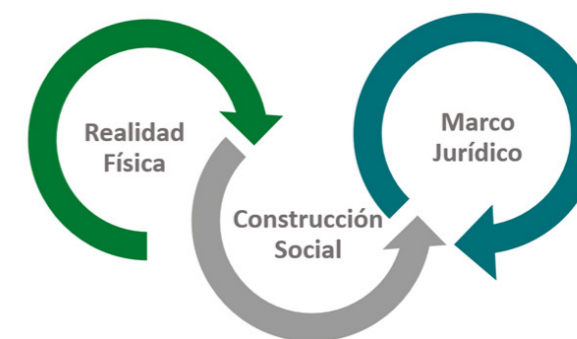 Realidad
Física
Construcción
Social
Marco
Jurídico